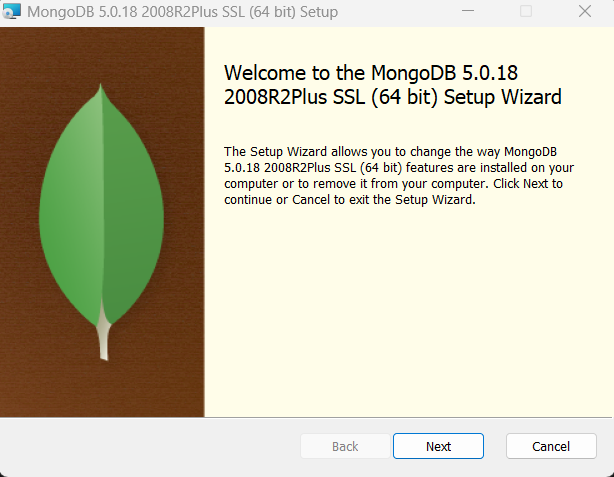 MongoDB 5.0.18 2008R2Plus SSL (64 bit) Setup
Welcome to the MongoDB 5.0.18
2008R2Plus SSL (64 bit) Setup Wizard
The Setup Wizard allows you to change the way MongoDB
5.0.18 2008R2Plus SSL (64 bit) features are installed on your
computer or to remove it from your computer. Click Next to
continue or Cancel to exit the Setup Wizard.
Back
Next
Cancel